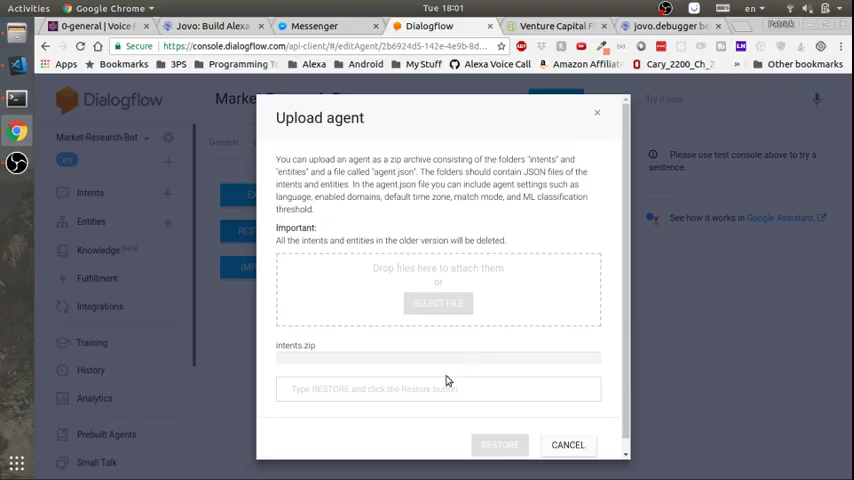 Google Chrome
Tue 18:01
en
Patrick
0-general | Voice F
Jovo: Build Alexa
Messenger
Dialogflow
Venture Capital F
jovo.debugger be
Secure
https://console.dialogflow.com/api-client/#/editAgent/2b6924d5-142e-4e9b-8d
Apps
Bookmarks
3PS
Programming To
Android
My Stuff
Alexa Voice Call
Amazon Affiliat
Cary_2200_Ch_2
Other bookmarks
Dialogflow
Market-Research-Bot
en
Intents
Entities
Knowledge [beta]
Fulfillment
Integrations
Training
History
Analytics
Prebuilt Agents
Small Talk
General
Upload agent
You can upload an agent as a zip archive consisting of the folders "intents" and
"entities" and a file called "agent.json". The folders should contain JSON files of the
intents and entities. In the agent.json file you can include agent settings such as
language, enabled domains, default time zone, match mode, and ML classification
threshold.
Important:
All the intents and entities in the older version will be deleted.
Drop files here to attach them
or
SELECT FILE
intents.zip
Type RESTORE and click the Restore button
RESTORE
CANCEL
Try it now
Please use test console above to try a
sentence.
See how it works in Google Assistant.